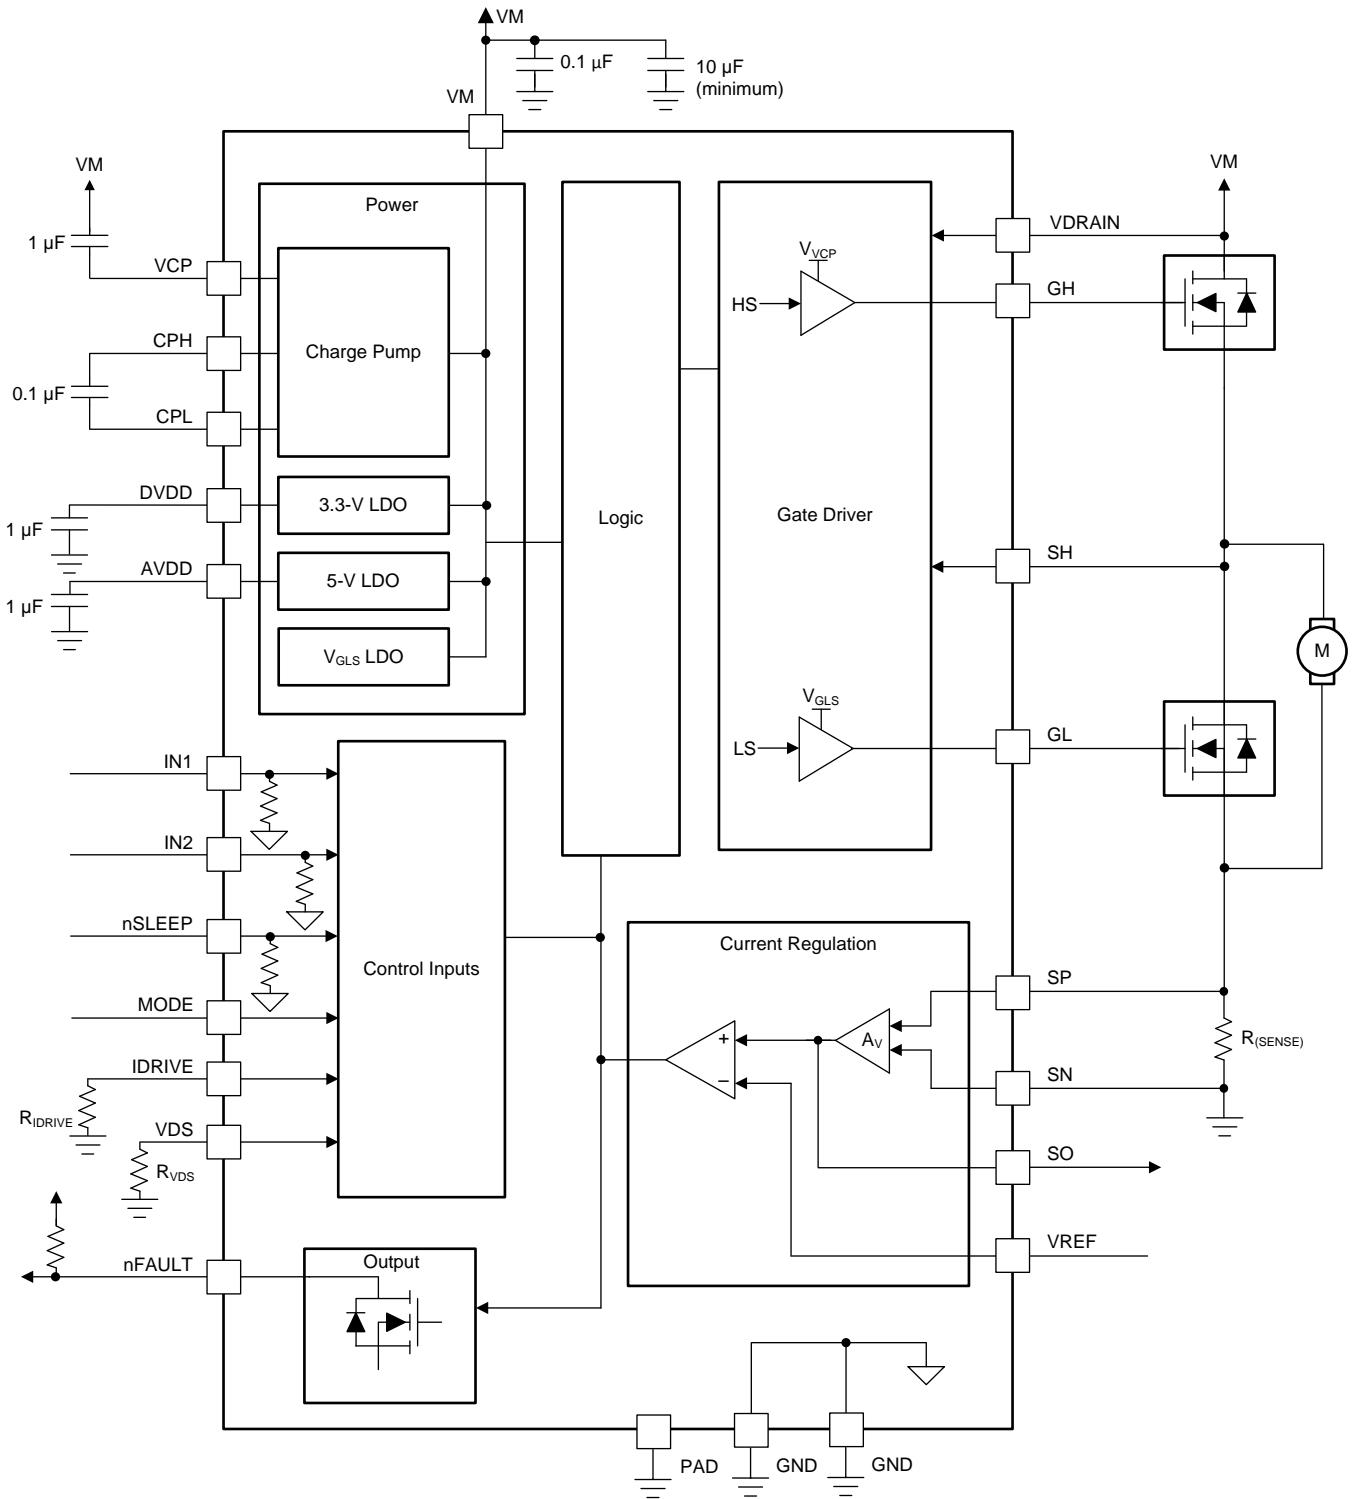 VM
0.1 µF
10 µF
(minimum)
VM
VM
1 µF
VCP
CPH
0.1 µF
CPL
DVDD
1 µF
AVDD
1 µF
Power
Charge Pump
3.3-V LDO
5-V LDO
VGLS LDO
Logic
VVCP
HS
Gate Driver
VGLS
LS
VM
VDRAIN
GH
SH
M
GL
IN1
IN2
nSLEEP
MODE
IDRIVE
RIDRIVE
VDS
RVDS
nFAULT
Control Inputs
Output
Current Regulation
+
−
AV
SP
R(SENSE)
SN
SO
VREF
PAD
GND
GND